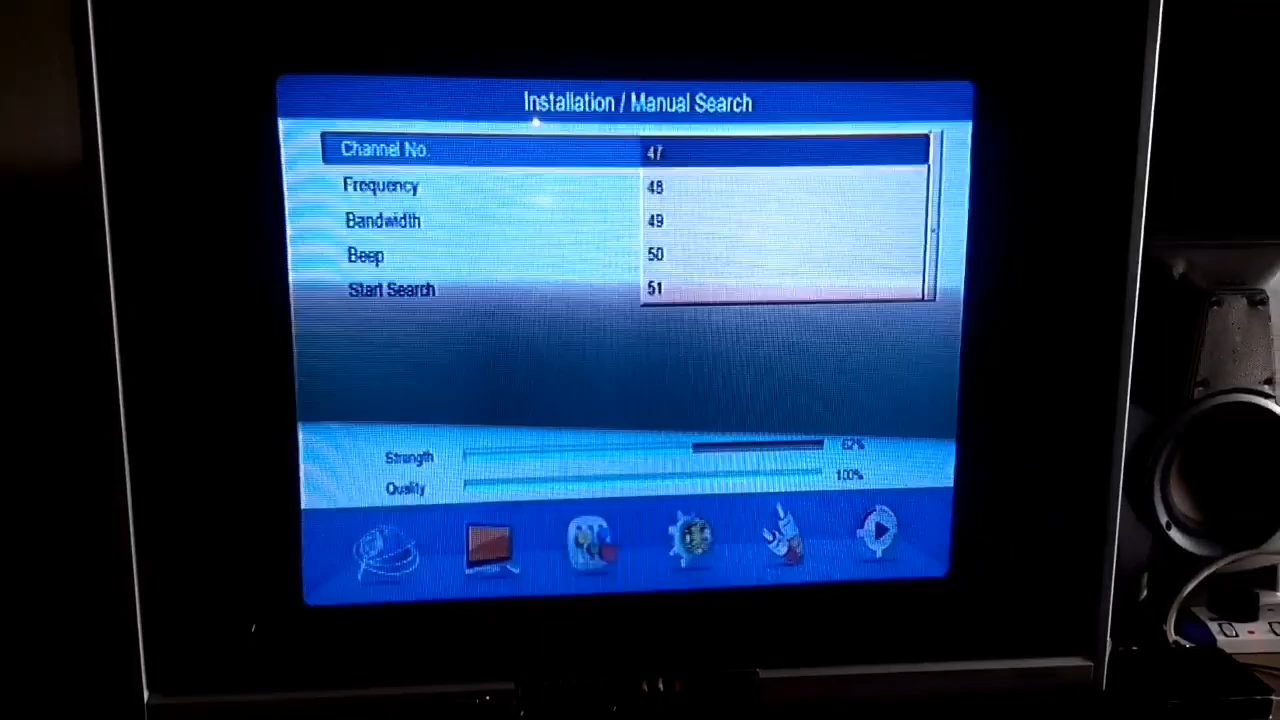 Installation / Manual Search
Channel No. 47
Frequency 48
Bandwidth 49
Beep 50
Start Search 51
Strength 62%
Quality 100%